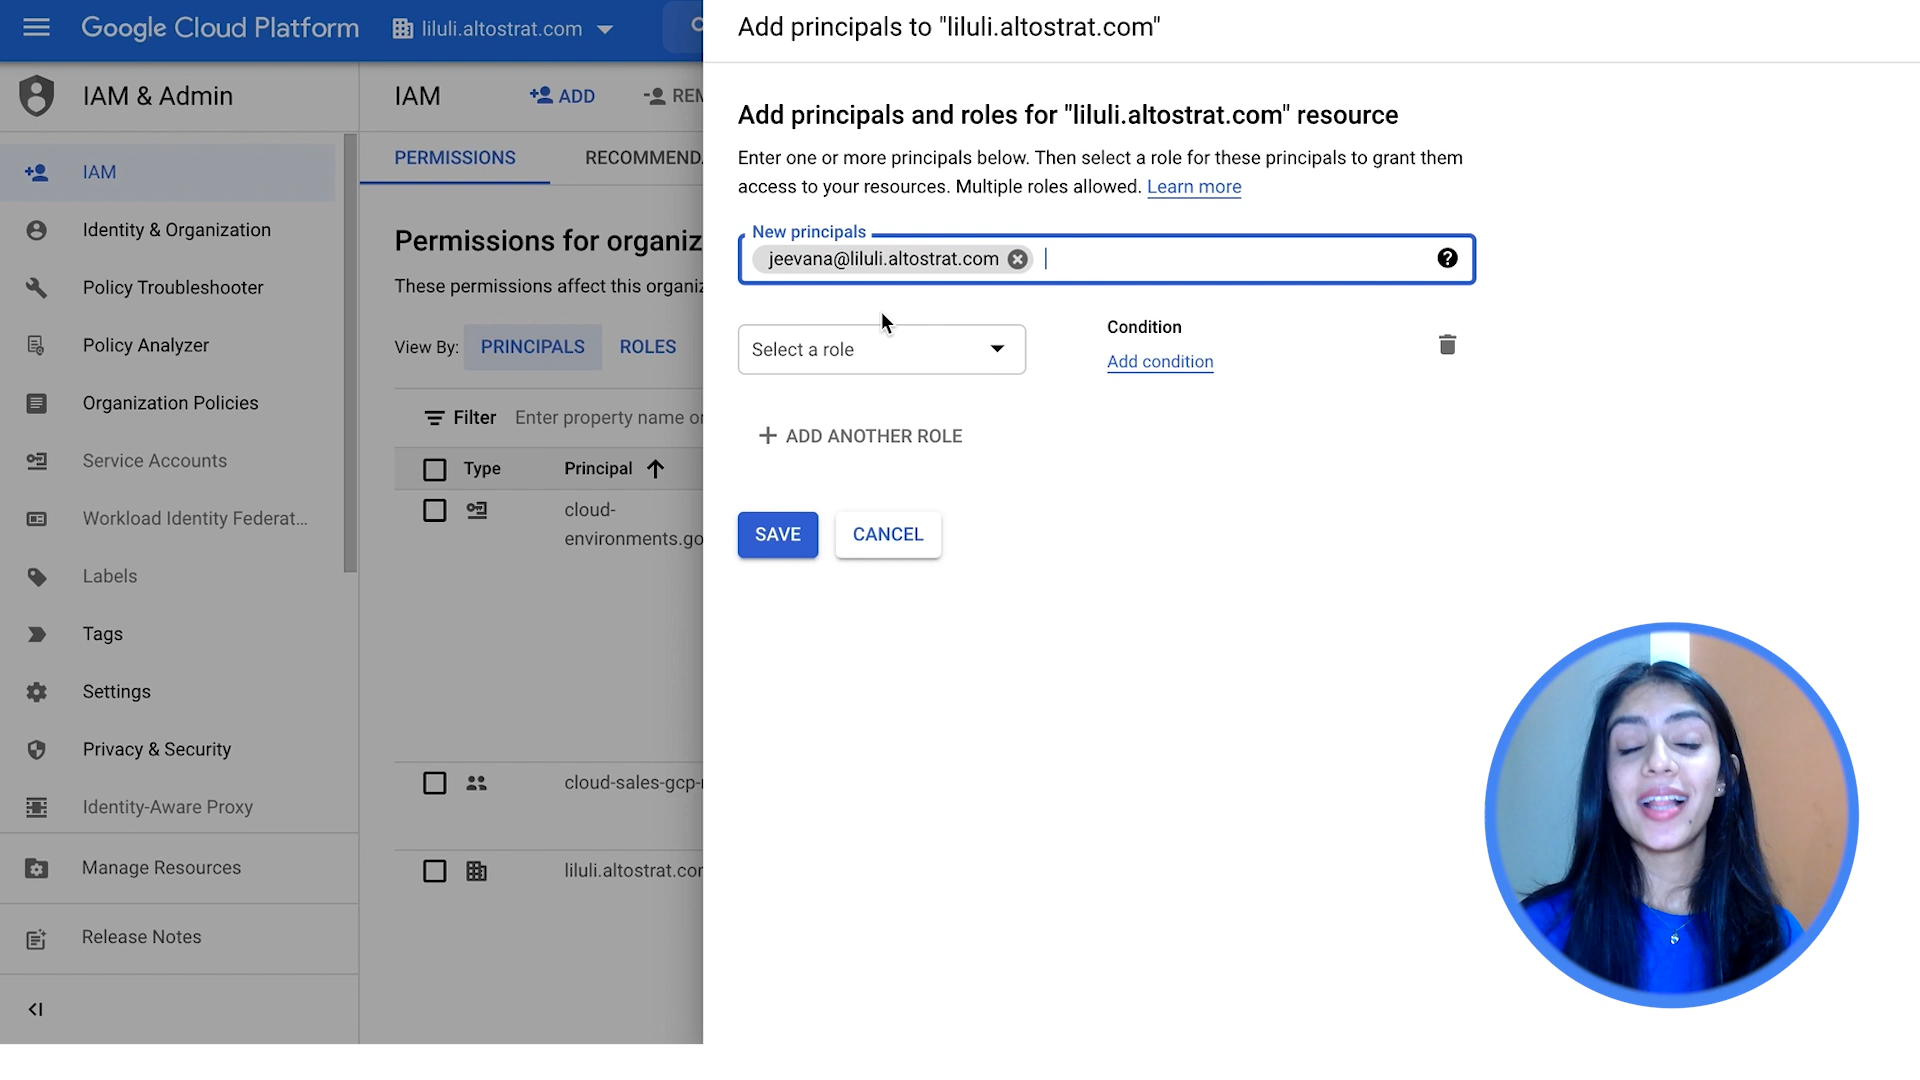 Google Cloud Platform
liluli.altostrat.com
Add principals to "liluli.altostrat.com"
IAM & Admin
IAM
ADD
REM
Add principals and roles for "liluli.altostrat.com" resource
IAM
PERMISSIONS
RECOMMENDA
Enter one or more principals below. Then select a role for these principals to grant them
access to your resources. Multiple roles allowed. Learn more
Identity & Organization
Permissions for organiz
New principals
jeevana@liluli.altostrat.com
Policy Troubleshooter
These permissions affect this organiz
Policy Analyzer
View By: PRINCIPALS ROLES
Select a role
Condition
Add condition
Organization Policies
Filter Enter property name or
ADD ANOTHER ROLE
Service Accounts
Type Principal
Workload Identity Federat...
cloud-
environments.go
SAVE
CANCEL
Labels
Tags
Settings
Privacy & Security
cloud-sales-gcp-
Identity-Aware Proxy
Manage Resources
liluli.altostrat.co
Release Notes